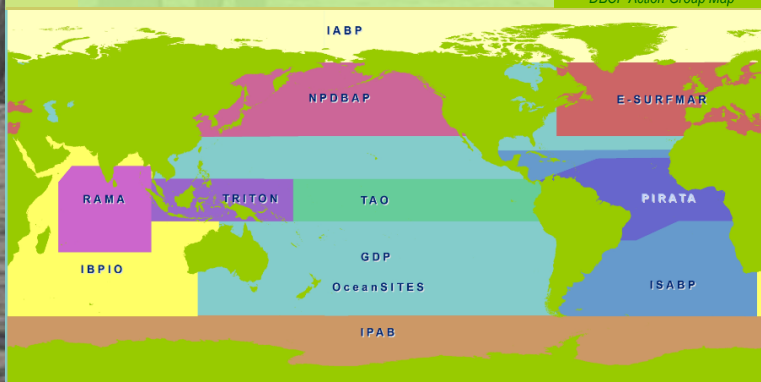 DBCP Action Group Map
IABP
NPDBAP
E-SURFMAR
RAMA
TRITON
TAO
PIRATA
GDP
IBPIO
OceanSITES
ISABP
IPAB